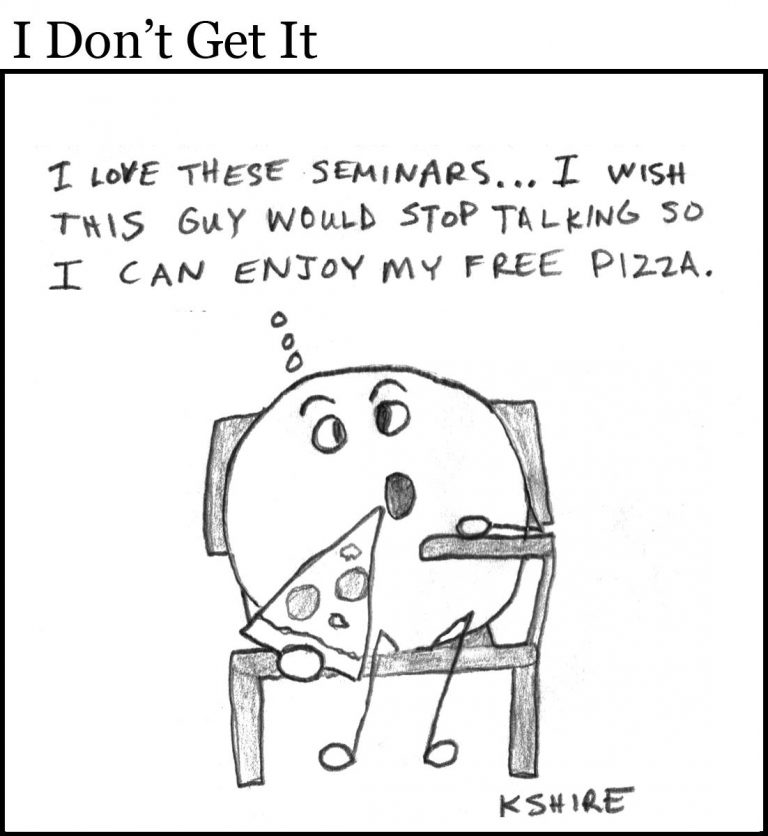 I Don't Get It
I LOVE THESE SEMINARS... I WISH
THIS GUY WOULD STOP TALKING SO
I CAN ENJOY MY FREE PIZZA.
KSHIRE